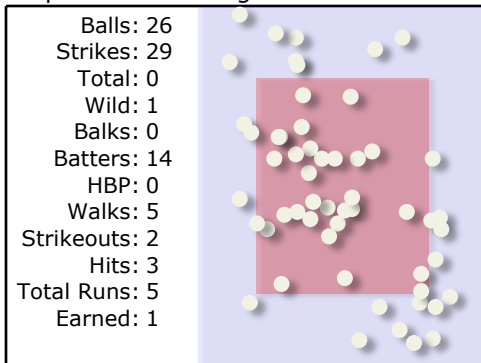 Balls: 26
Strikes: 29
Total: 0
Wild: 1
Balks: 0
Batters: 14
HBP: 0
Walks: 5
Strikeouts: 2
Hits: 3
Total Runs: 5
Earned: 1